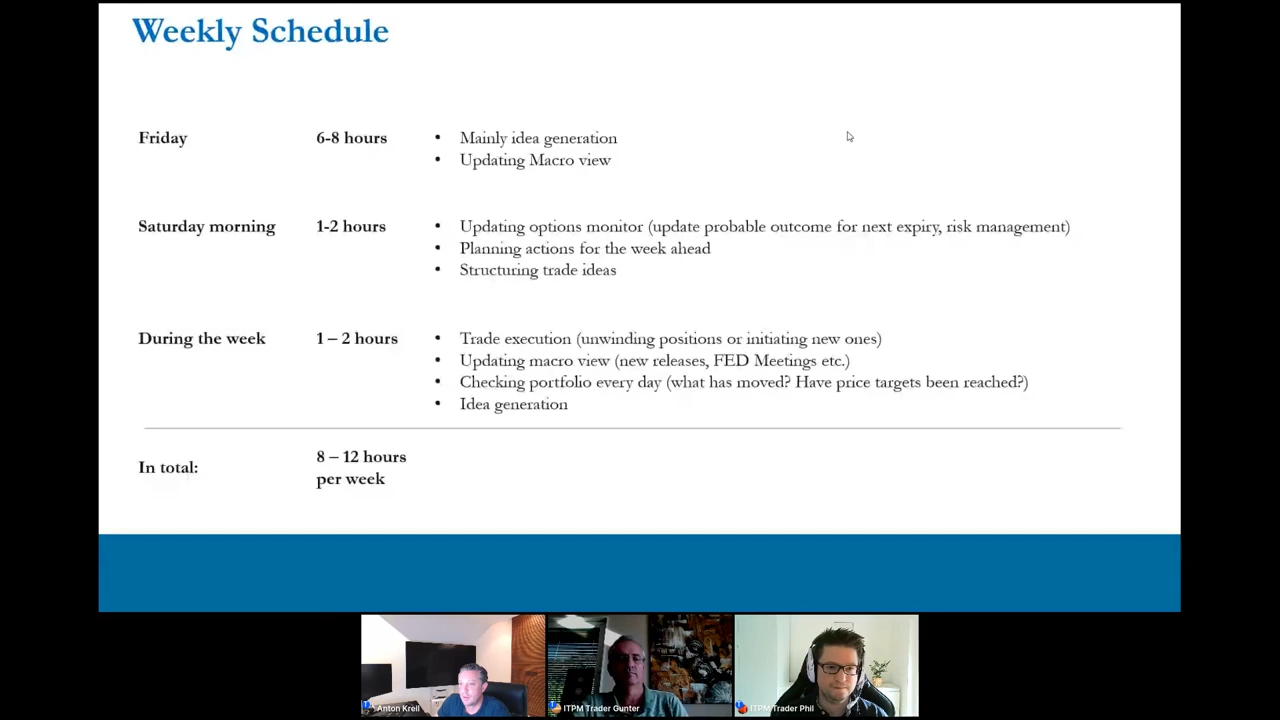 Weekly Schedule
Friday
6-8 hours
• Mainly idea generation
• Updating Macro view
Saturday morning
1-2 hours
• Updating options monitor (update probable outcome for next expiry, risk management)
• Planning actions for the week ahead
• Structuring trade ideas
During the week
1 – 2 hours
• Trade execution (unwinding positions or initiating new ones)
• Updating macro view (new releases, FED Meetings etc.)
• Checking portfolio every day (what has moved? Have price targets been reached?)
• Idea generation
In total:
8 – 12 hours
per week
Anton Kreil
ITPM Trader Gunter
ITPM Trader Phil